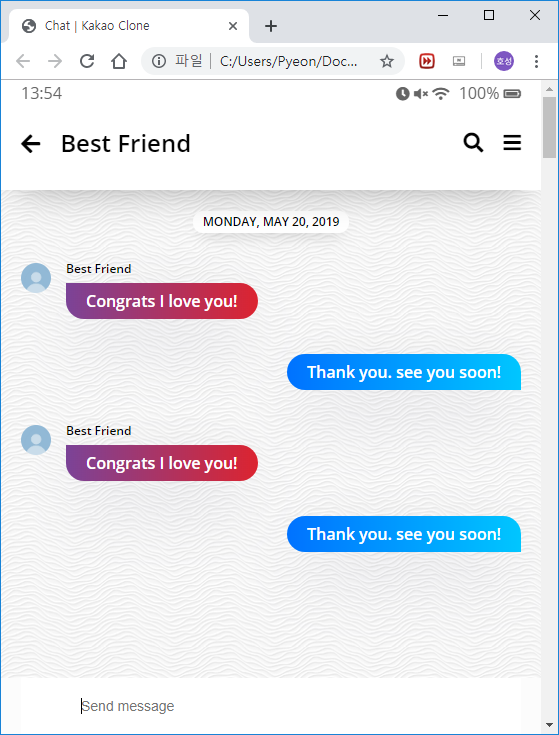 Chat | Kakao Clone
파일 | C:/Users/Pyeon/Doc...
호성
13:54
100%
Best Friend
MONDAY, MAY 20, 2019
Best Friend
Congrats I love you!
Thank you. see you soon!
Best Friend
Congrats I love you!
Thank you. see you soon!
Send message